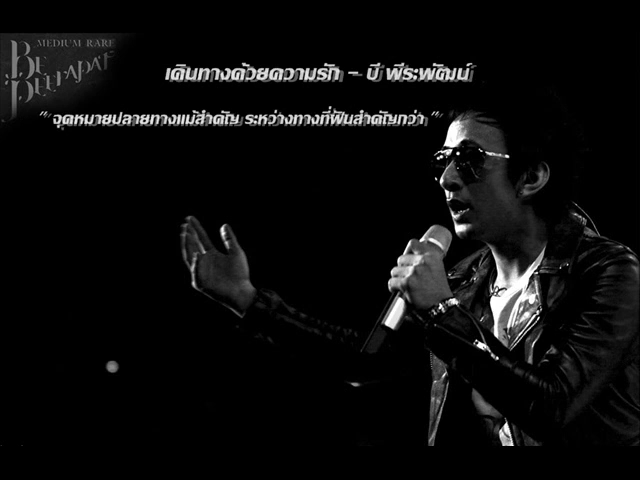 MEDIUM RARE
BE PEERAPAT
เดินทางด้วยความรัก - บี พีระพัฒน์
" จุดหมายปลายทางแม้สำคัญ ระหว่างทางที่ฝันสำคัญกว่า "